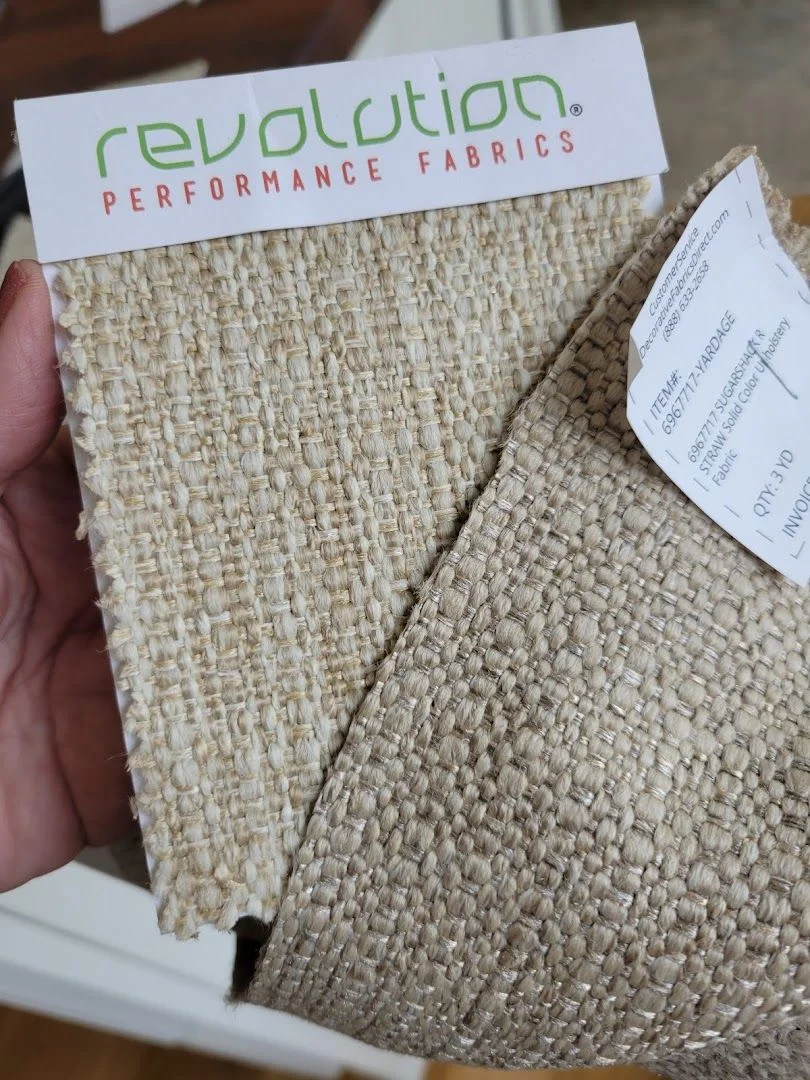 revolution®
PERFORMANCE FABRICS
CustomerService
DecorativeFabricsDirect.com
(888) 633-2658
ITEM#:
6967717-YARDAGE
6967717 SUGARSHACK R
STRAW Solid Color Upholstery
Fabric
QTY: 3 YD